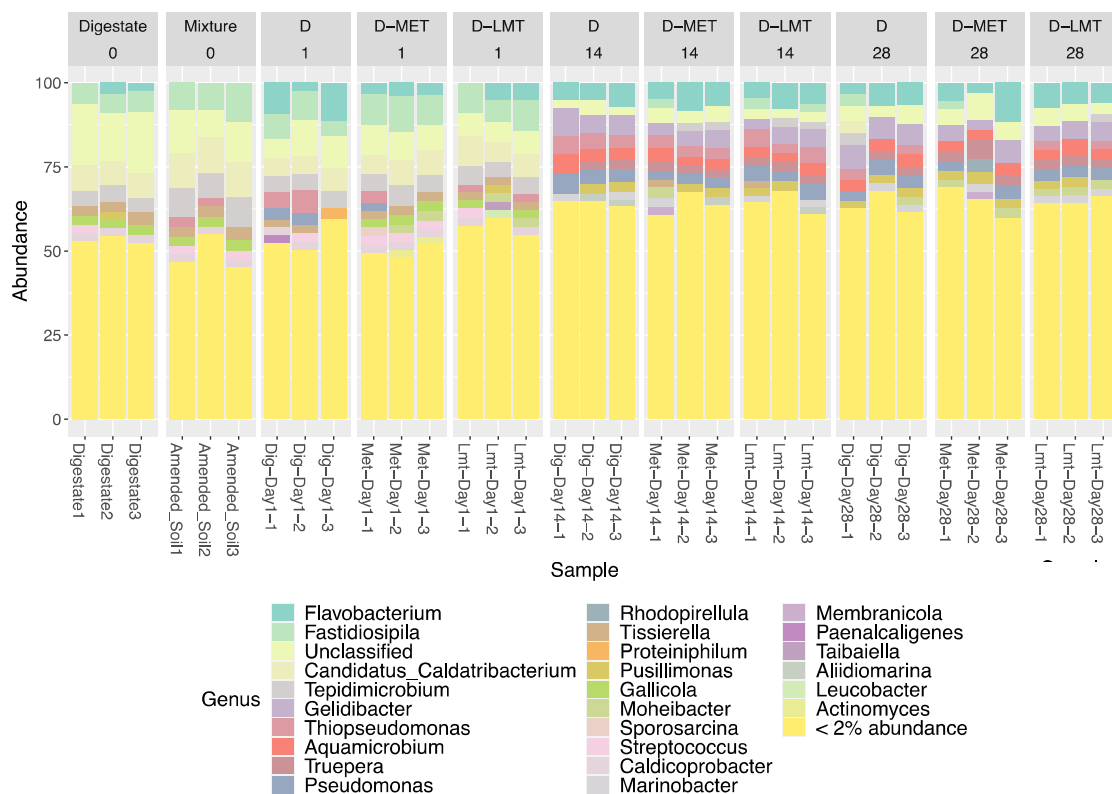 Digestate Mixture D D−MET D−LMT D D−MET D−LMT D D−MET D−LMT
0 0 1 1 1 14 14 14 28 28 28
100
75
50
25
0
Abundance
Digestate1
Digestate2
Digestate3
Amended_Soil1
Amended_Soil2
Amended_Soil3
Dig−Day1−1
Dig−Day1−2
Dig−Day1−3
Met−Day1−1
Met−Day1−2
Met−Day1−3
Lmt−Day1−1
Lmt−Day1−2
Lmt−Day1−3
Dig−Day14−1
Dig−Day14−2
Dig−Day14−3
Met−Day14−1
Met−Day14−2
Met−Day14−3
Lmt−Day14−1
Lmt−Day14−2
Lmt−Day14−3
Dig−Day28−1
Dig−Day28−2
Dig−Day28−3
Met−Day28−1
Met−Day28−2
Met−Day28−3
Lmt−Day28−1
Lmt−Day28−2
Lmt−Day28−3
Sample
Genus
Flavobacterium
Fastidiosipila
Unclassified
Candidatus_Caldatribacterium
Tepidimicrobium
Gelidibacter
Thiopseudomonas
Aquamicrobium
Truepera
Pseudomonas
Rhodopirellula
Tissierella
Proteiniphilum
Pusillimonas
Gallicola
Moheibacter
Sporosarcina
Streptococcus
Caldicoprobacter
Marinobacter
Membranicola
Paenalcaligenes
Taibaiella
Aliidiomarina
Leucobacter
Actinomyces
< 2% abundance